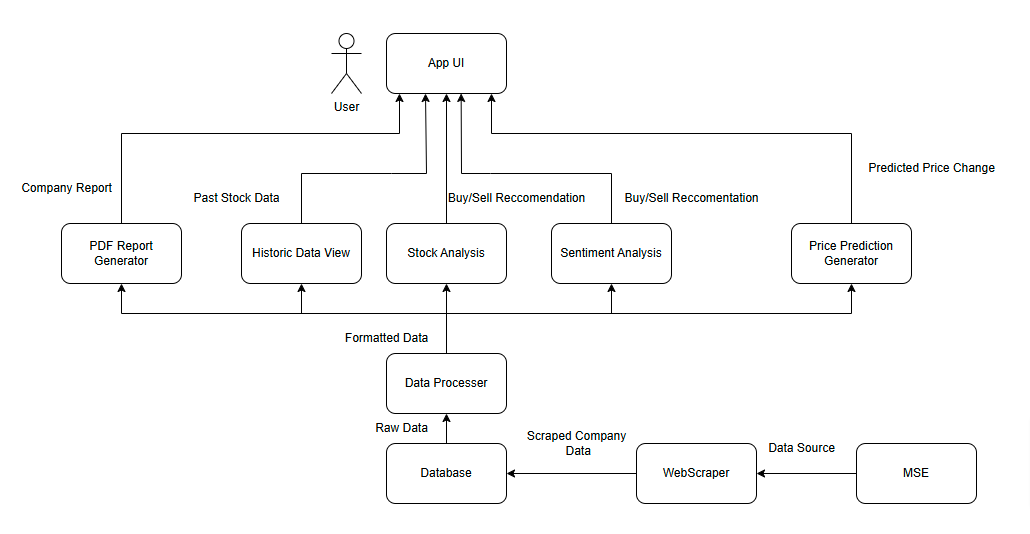 App UI
User
Company Report
Past Stock Data
Buy/Sell Reccomendation
Buy/Sell Reccomentation
Predicted Price Change
PDF Report
Generator
Historic Data View
Stock Analysis
Sentiment Analysis
Price Prediction
Generator
Formatted Data
Data Processer
Raw Data
Scraped Company
Data
Data Source
Database
WebScraper
MSE